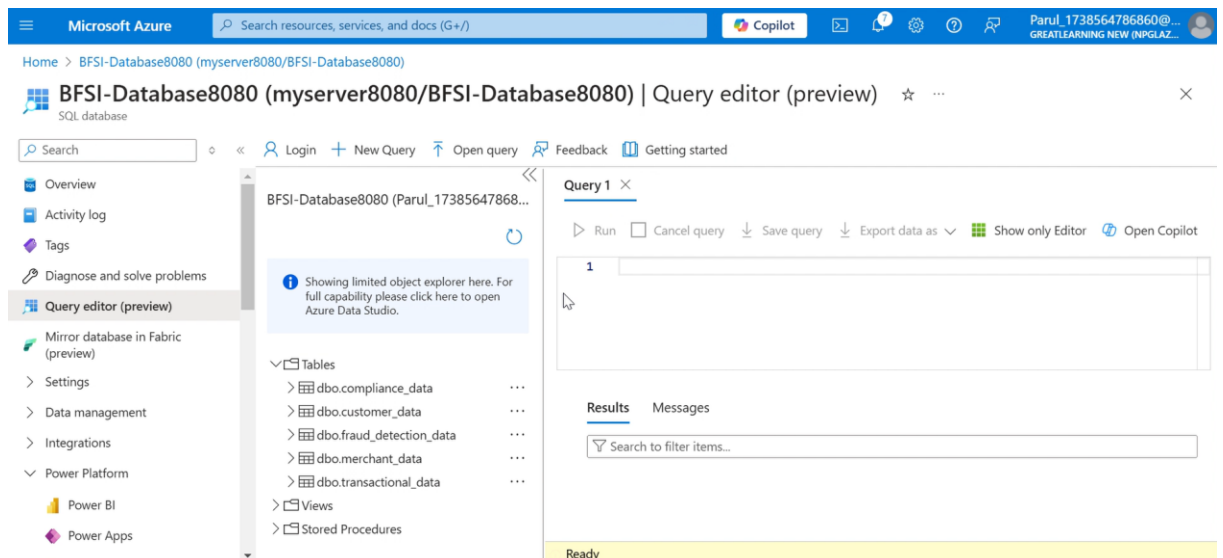 Microsoft Azure
Search resources, services, and docs (G+/)
Copilot
7
Parul_1738564786860@...
GREATLEARNING NEW (NPGLAZ...
Home > BFSI-Database8080 (myserver8080/BFSI-Database8080)
BFSI-Database8080 (myserver8080/BFSI-Database8080) | Query editor (preview)
SQL database
Search
Login
New Query
Open query
Feedback
Getting started
Overview
Activity log
Tags
Diagnose and solve problems
Query editor (preview)
Mirror database in Fabric
(preview)
Settings
Data management
Integrations
Power Platform
Power BI
Power Apps
BFSI-Database8080 (Parul_17385647868...
Showing limited object explorer here. For
full capability please click here to open
Azure Data Studio.
Tables
dbo.compliance_data
dbo.customer_data
dbo.fraud_detection_data
dbo.merchant_data
dbo.transactional_data
Views
Stored Procedures
Query 1
Run
Cancel query
Save query
Export data as
Show only Editor
Open Copilot
1
Results
Messages
Search to filter items...
Ready